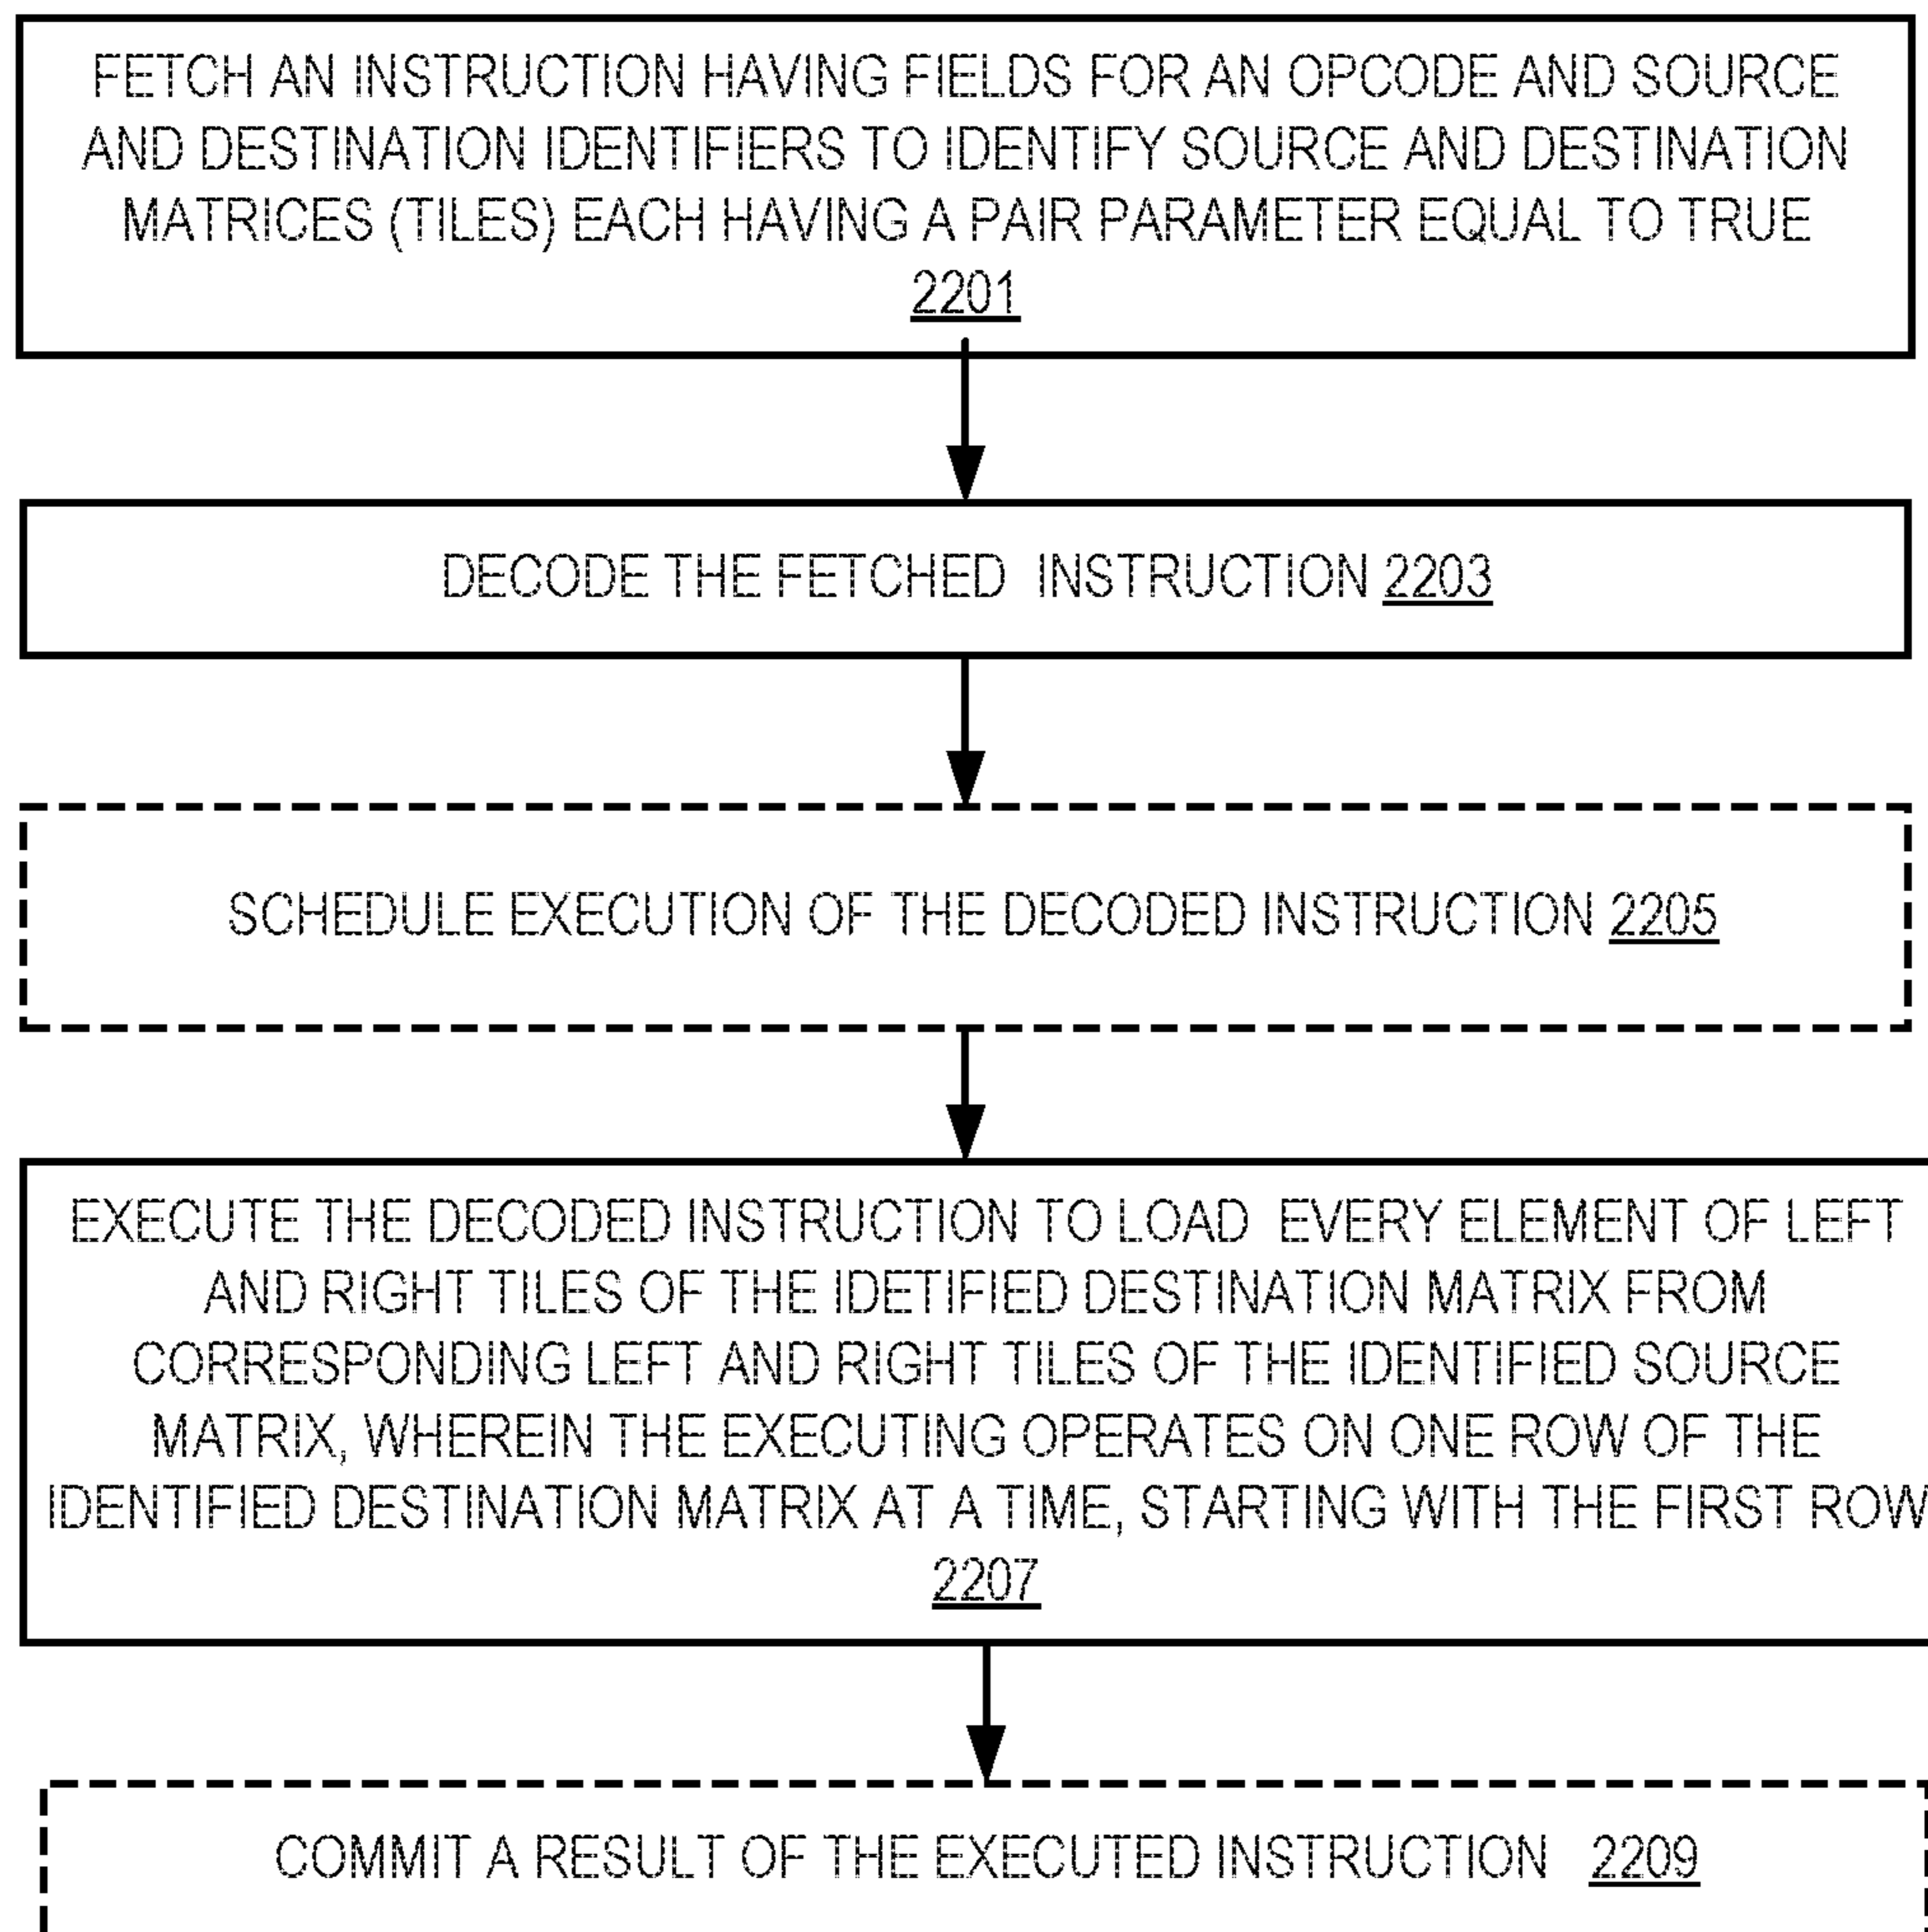 FETCH AN INSTRUCTION HAVING FIELDS FOR AN OPCODE AND SOURCE
AND DESTINATION IDENTIFIERS TO IDENTIFY SOURCE AND DESTINATION
MATRICES (TILES) EACH HAVING A PAIR PARAMETER EQUAL TO TRUE
2201
DECODE THE FETCHED INSTRUCTION 2203
SCHEDULE EXECUTION OF THE DECODED INSTRUCTION 2205
EXECUTE THE DECODED INSTRUCTION TO LOAD EVERY ELEMENT OF LEFT
AND RIGHT TILES OF THE IDETIFIED DESTINATION MATRIX FROM
CORRESPONDING LEFT AND RIGHT TILES OF THE IDENTIFIED SOURCE
MATRIX, WHEREIN THE EXECUTING OPERATES ON ONE ROW OF THE
IDENTIFIED DESTINATION MATRIX AT A TIME, STARTING WITH THE FIRST ROW
2207
COMMIT A RESULT OF THE EXECUTED INSTRUCTION 2209